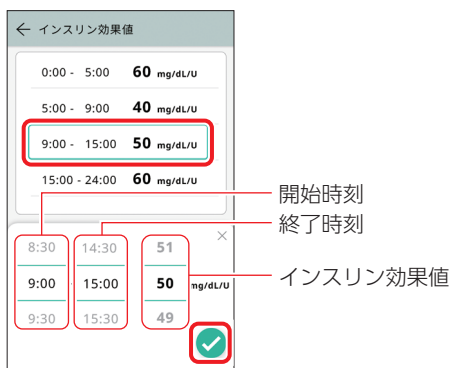 ← インスリン効果値
0:00 - 5:00 60 mg/dL/U
5:00 - 9:00 40 mg/dL/U
9:00 - 15:00 50 mg/dL/U
15:00 - 24:00 60 mg/dL/U
開始時刻
終了時刻
×
8:30 14:30 51
9:00 - 15:00 50 mg/dL/U
インスリン効果値
9:30 15:30 49